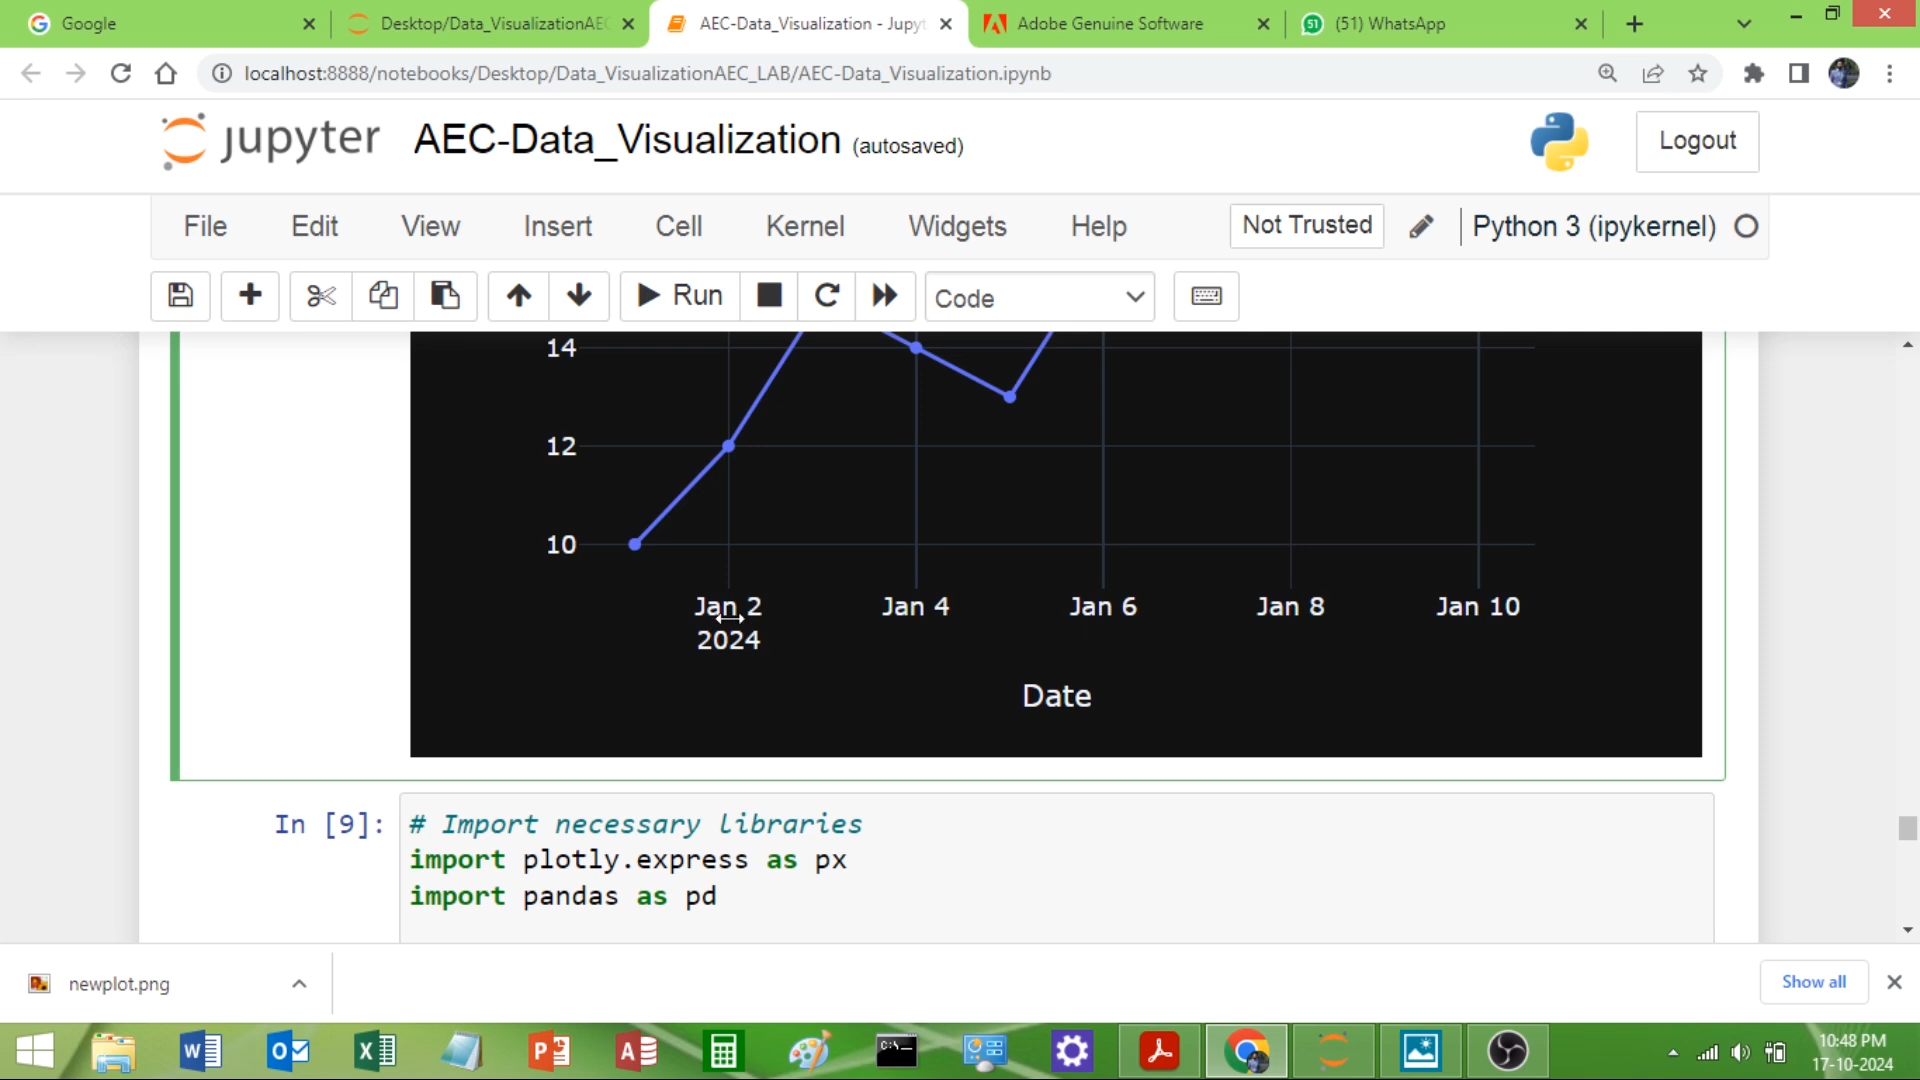 Google
Desktop/Data_VisualizationAEC
AEC-Data_Visualization - Jupyt
Adobe Genuine Software
51
(51) WhatsApp
localhost:8888/notebooks/Desktop/Data_VisualizationAEC_LAB/AEC-Data_Visualization.ipynb
jupyter
AEC-Data_Visualization (autosaved)
Logout
File Edit View Insert Cell Kernel Widgets Help Not Trusted Python 3 (ipykernel)
Run Code
14
12
10
Jan 2 Jan 4 Jan 6 Jan 8 Jan 10
2024
Date
In [9]: # Import necessary libraries
import plotly.express as px
import pandas as pd
newplot.png
Show all
10:48 PM
17-10-2024